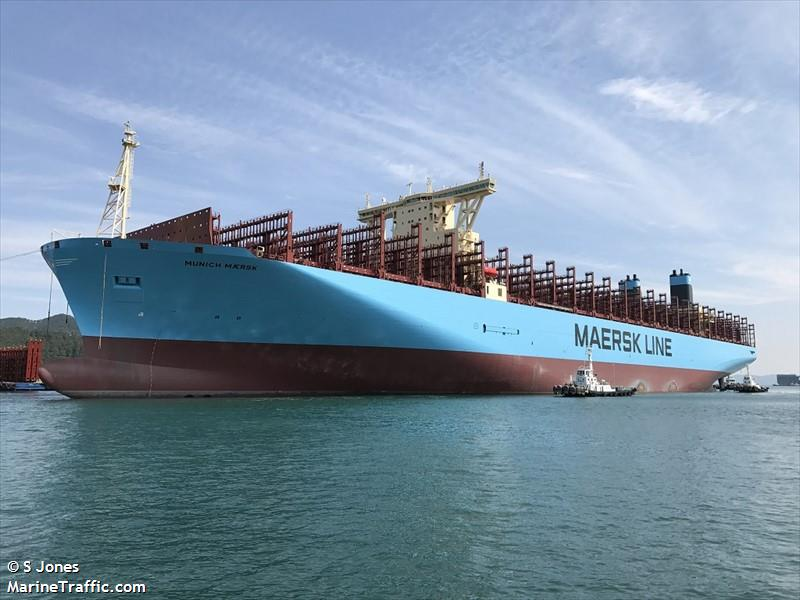 MUNICH MÆRSK
MAERSK LINE
© S Jones
MarineTraffic.com